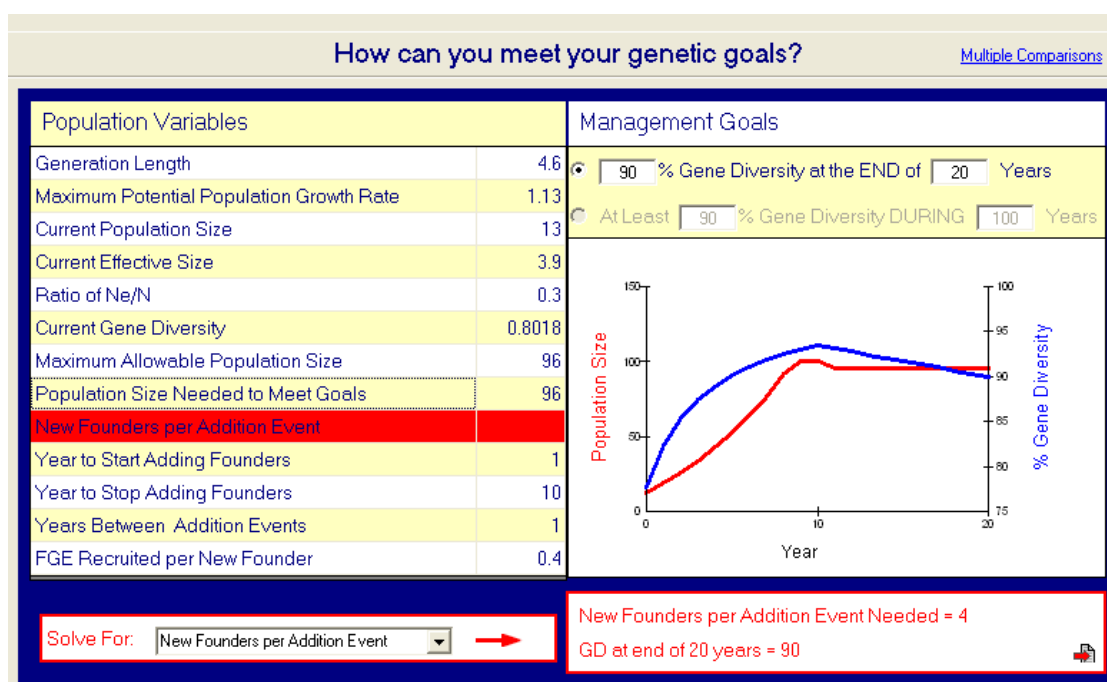 How can you meet your genetic goals?
Multiple Comparisons
Population Variables
Generation Length 4.6
Maximum Potential Population Growth Rate 1.13
Current Population Size 13
Current Effective Size 3.9
Ratio of Ne/N 0.3
Current Gene Diversity 0.8018
Maximum Allowable Population Size 96
Population Size Needed to Meet Goals 96
New Founders per Addition Event
Year to Start Adding Founders 1
Year to Stop Adding Founders 10
Years Between Addition Events 1
FGE Recruited per New Founder 0.4
Solve For: New Founders per Addition Event
Management Goals
90 % Gene Diversity at the END of 20 Years
At Least 90 % Gene Diversity DURING 100 Years
Population Size
150
100
50
0
100
95
90
85
80
75
% Gene Diversity
0 10 20
Year
New Founders per Addition Event Needed = 4
GD at end of 20 years = 90